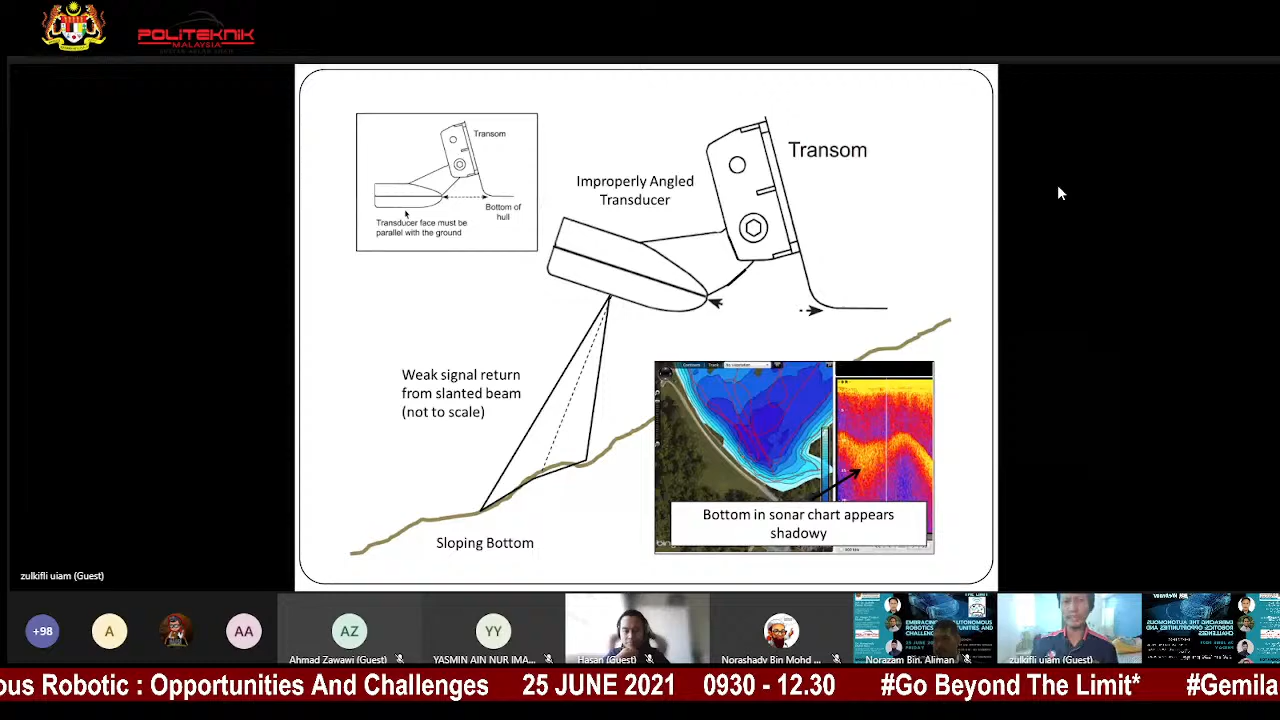 POLITEKNIK
MALAYSIA
Transom
Transducer face must be
parallel with the ground
Bottom of
hull
Improperly Angled
Transducer
Transom
Weak signal return
from slanted beam
(not to scale)
Sloping Bottom
Bottom in sonar chart appears
shadowy
zulkifli uiam (Guest)
+98
A
AA
AZ
Ahmad Zawawi (Guest)
YY
YASMIN AIN NUR IMA...
Hasan (Guest)
Norashady Bin Mohd ...
Norazam Bin. Aliman
zulkifli uiam (Guest)
ous Robotic : Opportunities And Challenges 25 JUNE 2021 0930 - 12.30 #Go Beyond The Limit* #Gemila